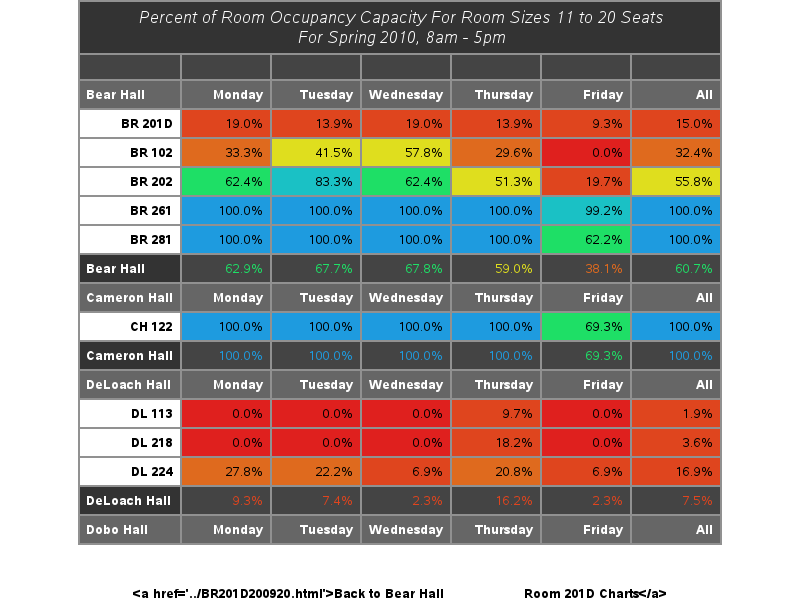 Percent of Room Occupancy Capacity For Room Sizes 11 to 20 Seats
For Spring 2010, 8am - 5pm
Bear Hall Monday Tuesday Wednesday Thursday Friday All
BR 201D 19.0% 13.9% 19.0% 13.9% 9.3% 15.0%
BR 102 33.3% 41.5% 57.8% 29.6% 0.0% 32.4%
BR 202 62.4% 83.3% 62.4% 51.3% 19.7% 55.8%
BR 261 100.0% 100.0% 100.0% 100.0% 99.2% 100.0%
BR 281 100.0% 100.0% 100.0% 100.0% 62.2% 100.0%
Bear Hall 62.9% 67.7% 67.8% 59.0% 38.1% 60.7%
Cameron Hall Monday Tuesday Wednesday Thursday Friday All
CH 122 100.0% 100.0% 100.0% 100.0% 69.3% 100.0%
Cameron Hall 100.0% 100.0% 100.0% 100.0% 69.3% 100.0%
DeLoach Hall Monday Tuesday Wednesday Thursday Friday All
DL 113 0.0% 0.0% 0.0% 9.7% 0.0% 1.9%
DL 218 0.0% 0.0% 0.0% 18.2% 0.0% 3.6%
DL 224 27.8% 22.2% 6.9% 20.8% 6.9% 16.9%
DeLoach Hall 9.3% 7.4% 2.3% 16.2% 2.3% 7.5%
Dobo Hall Monday Tuesday Wednesday Thursday Friday All
<a href='../BR201D200920.html'>Back to Bear Hall Room 201D Charts</a>